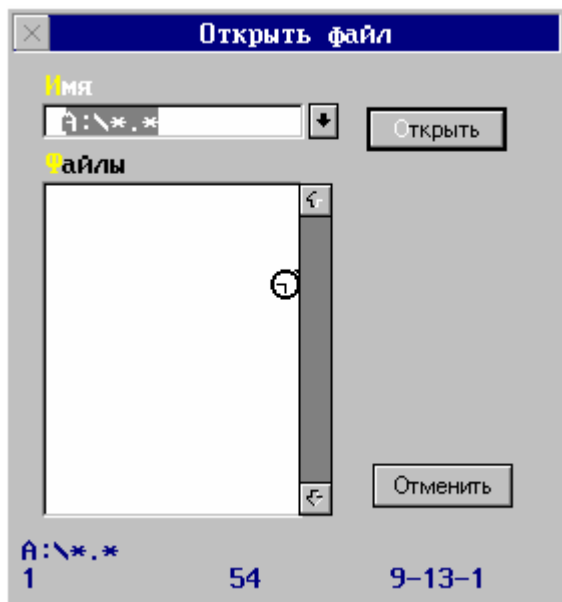 Открыть файл
Имя
A:\*.*
Открыть
Файлы
Отменить
A:\*.*
1 54 9-13-1